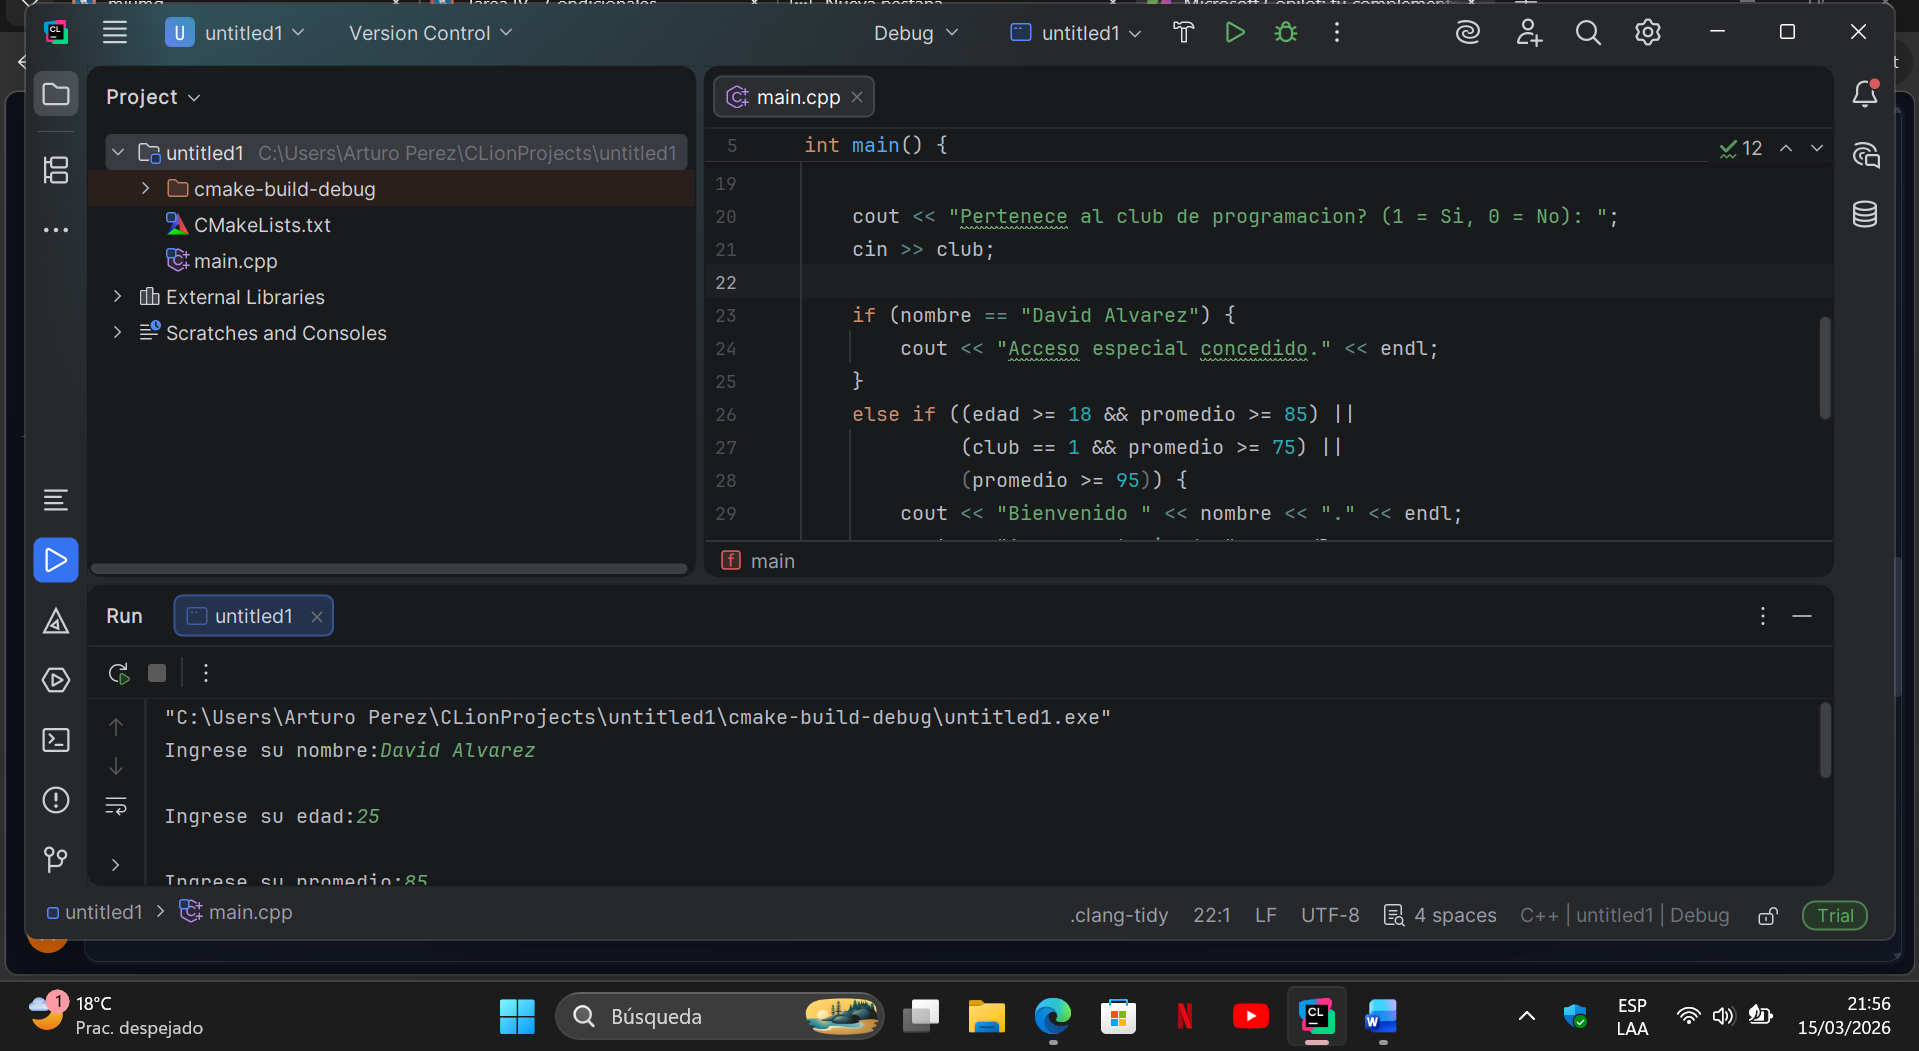 U untitled1 Version Control Debug untitled1
Project
untitled1 C:\Users\Arturo Perez\CLionProjects\untitled1
cmake-build-debug
CMakeLists.txt
main.cpp
External Libraries
Scratches and Consoles
main.cpp
5 int main() {
12
19
20 cout << "Pertenece al club de programacion? (1 = Si, 0 = No): ";
21 cin >> club;
22
23 if (nombre == "David Alvarez") {
24 cout << "Acceso especial concedido." << endl;
25 }
26 else if ((edad >= 18 && promedio >= 85) ||
27 (club == 1 && promedio >= 75) ||
28 (promedio >= 95)) {
29 cout << "Bienvenido " << nombre << "." << endl;
f main
Run untitled1
"C:\Users\Arturo Perez\CLionProjects\untitled1\cmake-build-debug\untitled1.exe"
Ingrese su nombre:David Alvarez
Ingrese su edad:25
Ingrese su promedio:85
untitled1 > main.cpp
.clang-tidy 22:1 LF UTF-8 4 spaces C++ | untitled1 | Debug Trial
1
18°C
Prac. despejado
Búsqueda
ESP
LAA
21:56
15/03/2026